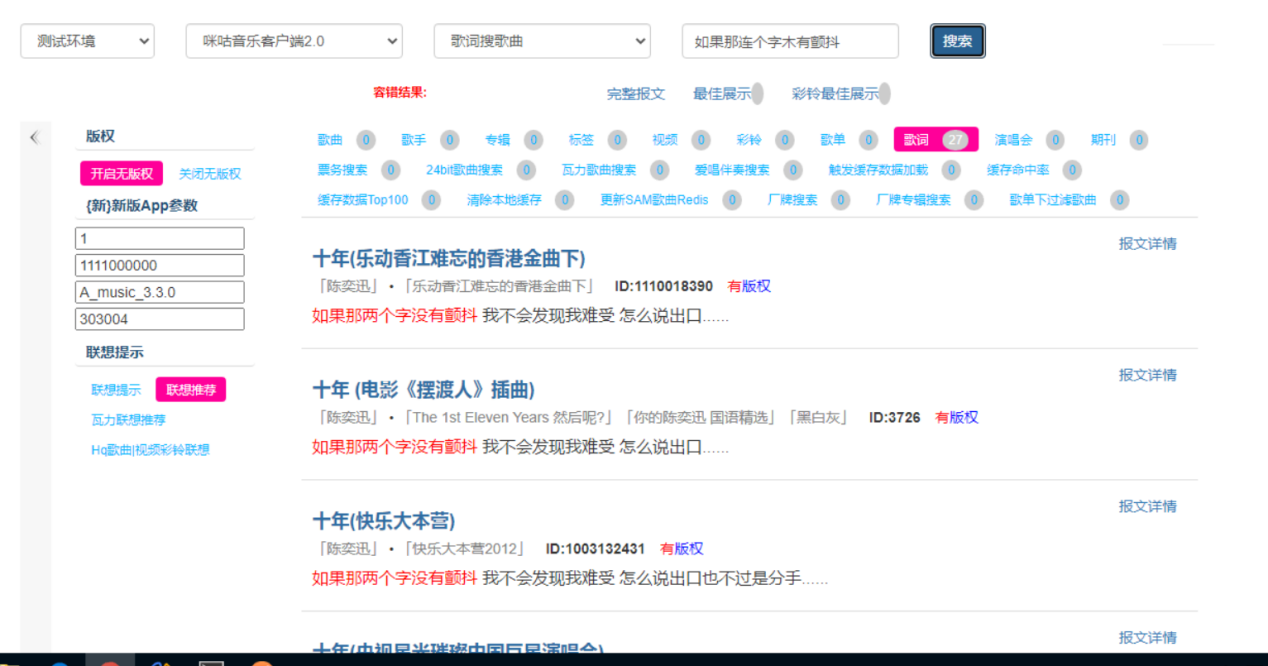 测试环境 咪咕音乐客户端2.0 歌词搜歌曲 如果那连个字木有颤抖 搜索
容错结果: 完整报文 最佳展示 彩铃最佳展示
版权
开启无版权 关闭无版权
{新}新版App参数
1
1111000000
A_music_3.3.0
303004
联想提示
联想提示 联想推荐
瓦力联想推荐
Hq歌曲|视频彩铃联想
歌曲 0 歌手 0 专辑 0 标签 0 视频 0 彩铃 0 歌单 0 歌词 27 演唱会 0 期刊 0
票务搜索 0 24bit歌曲搜索 0 瓦力歌曲搜索 0 爱唱伴奏搜索 0 触发缓存数据加载 0 缓存命中率 0
缓存数据Top100 0 清除本地缓存 0 更新SAM歌曲Redis 0 厂牌搜索 0 厂牌专辑搜索 0 歌单下过滤歌曲 0
报文详情
十年(乐动香江难忘的香港金曲下)
「陈奕迅」 • 「乐动香江难忘的香港金曲下」 ID:1110018390 有版权
如果那两个字没有颤抖 我不会发现我难受 怎么说出口......
报文详情
十年 (电影《摆渡人》插曲)
「陈奕迅」 • 「The 1st Eleven Years 然后呢?」「你的陈奕迅 国语精选」「黑白灰」 ID:3726 有版权
如果那两个字没有颤抖 我不会发现我难受 怎么说出口......
报文详情
十年(快乐大本营)
「陈奕迅」 • 「快乐大本营2012」 ID:1003132431 有版权
如果那两个字没有颤抖 我不会发现我难受 怎么说出口也不过是分手......
报文详情
十年(央视星光璀璨中国巨星演唱会)